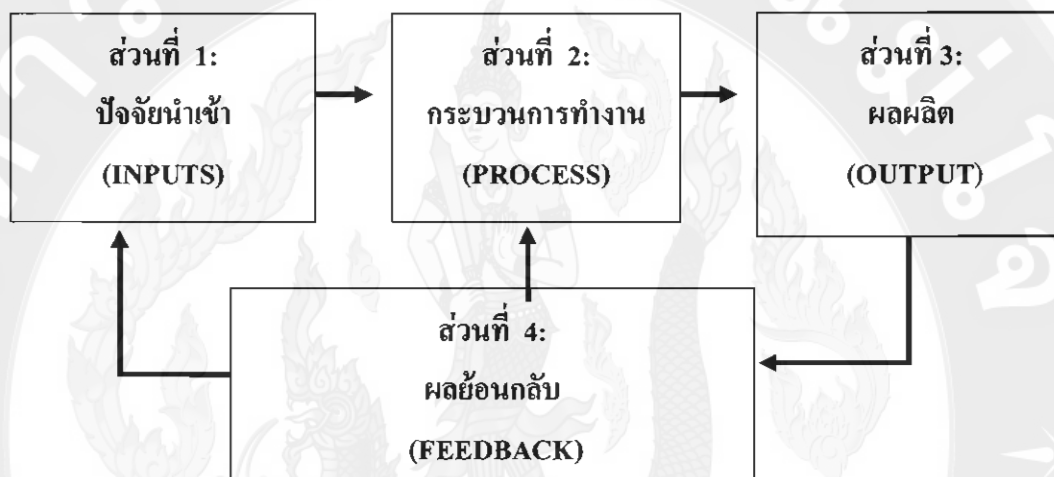 ส่วนที่ 1:
ปัจจัยนำเข้า
(INPUTS)
ส่วนที่ 2:
กระบวนการทำงาน
(PROCESS)
ส่วนที่ 3:
ผลผลิต
(OUTPUT)
ส่วนที่ 4:
ผลย้อนกลับ
(FEEDBACK)